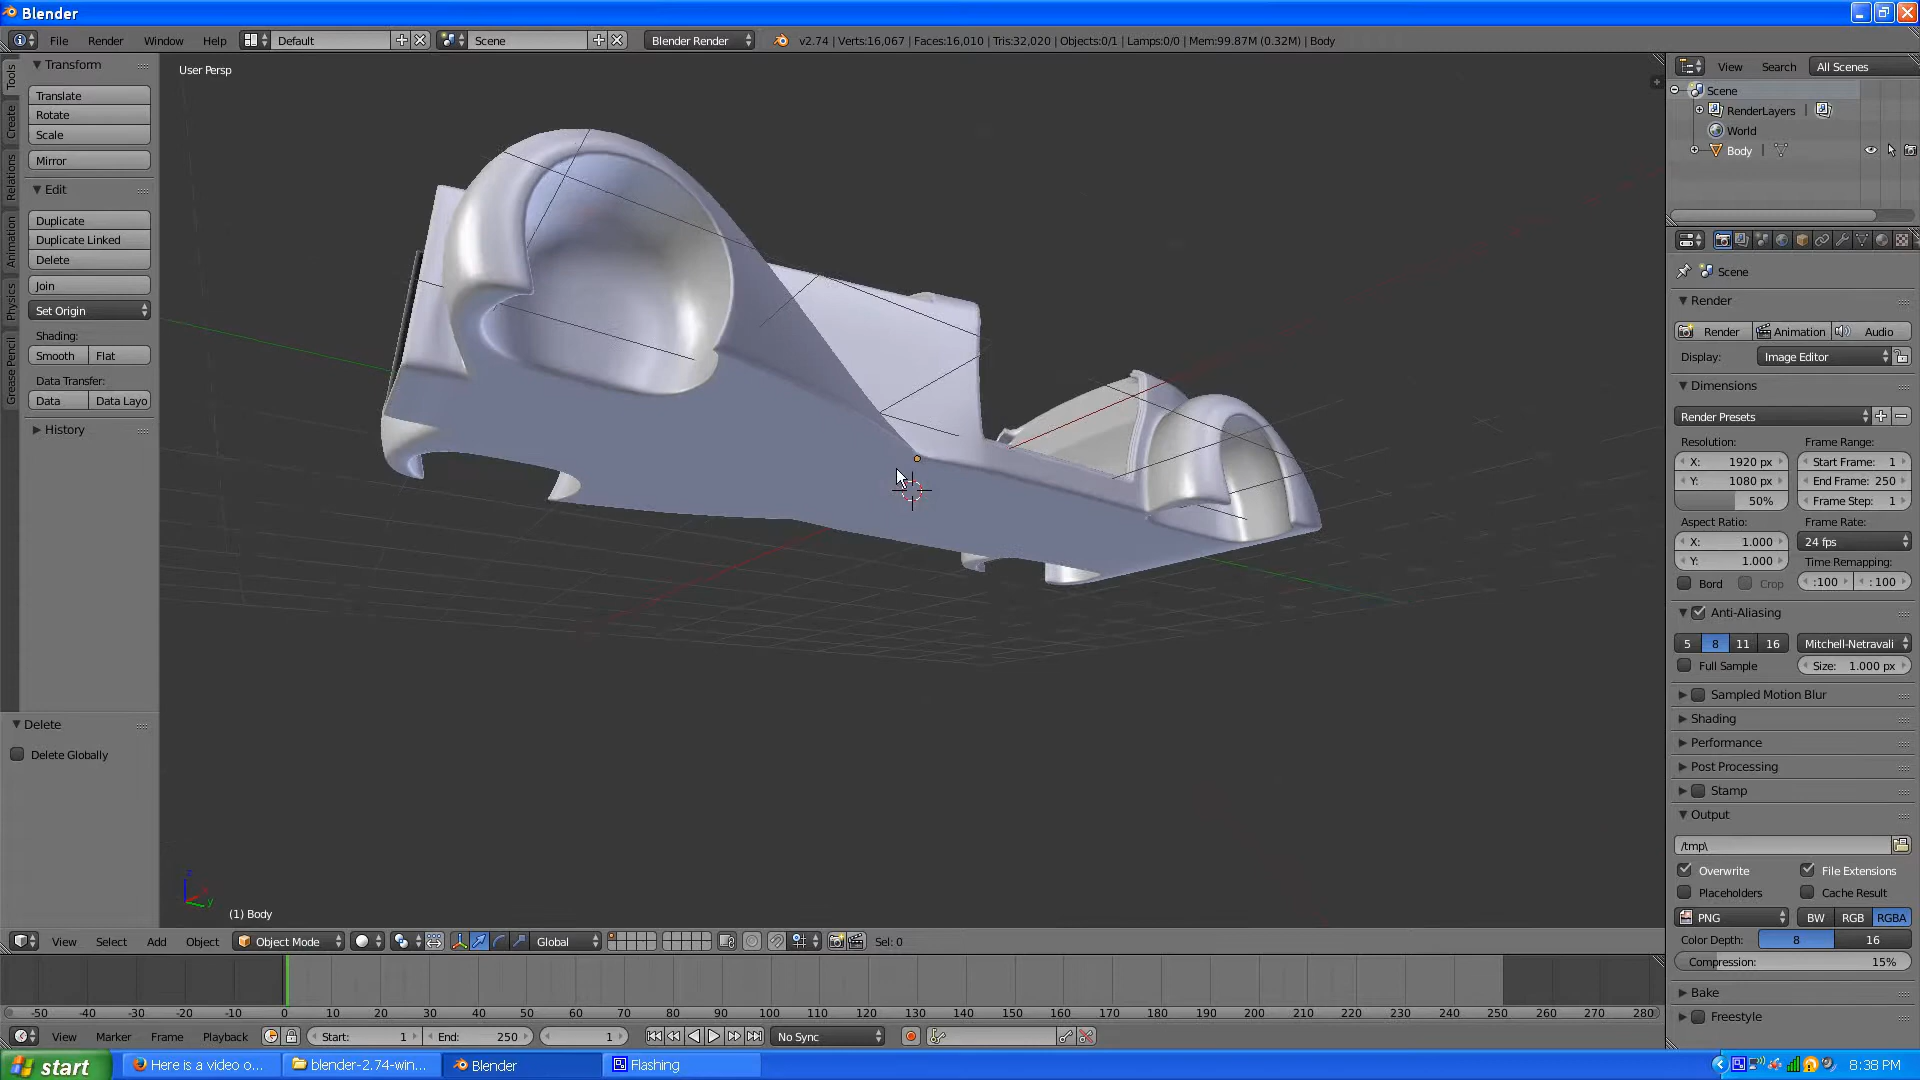 Blender
File Render Window Help Default Scene Blender Render v2.74 | Verts:16,067 | Faces:16,010 | Tris:32,020 | Objects:0/1 | Lamps:0/0 | Mem:99.87M (0.32M) | Body
Tools
Create
Relations
Animation
Physics
Grease Pencil
Transform
Translate
Rotate
Scale
Mirror
Edit
Duplicate
Duplicate Linked
Delete
Join
Set Origin
Shading:
Smooth Flat
Data Transfer:
Data Data Layo
History
Delete
Delete Globally
User Persp
(1) Body
z
y
View Select Add Object Object Mode Global Sel: 0
-50 -40 -30 -20 -10 0 10 20 30 40 50 60 70 80 90 100 110 120 130 140 150 160 170 180 190 200 210 220 230 240 250 260 270 280
View Marker Frame Playback Start: 1 End: 250 1 No Sync
View Search All Scenes
Scene
RenderLayers |
World
Body |
Scene
Render
Render Animation Audio
Display: Image Editor
Dimensions
Render Presets
Resolution: Frame Range:
X: 1920 px Start Frame: 1
Y: 1080 px End Frame: 250
50% Frame Step: 1
Aspect Ratio: Frame Rate:
X: 1.000 24 fps
Y: 1.000 Time Remapping:
Bord Crop :100 : 100
Anti-Aliasing
5 8 11 16 Mitchell-Netravali
Full Sample Size: 1.000 px
Sampled Motion Blur
Shading
Performance
Post Processing
Stamp
Output
/tmp\
Overwrite File Extensions
Placeholders Cache Result
PNG BW RGB RGBA
Color Depth: 8 16
Compression: 15%
Bake
Freestyle
start Here is a video o... blender-2.74-win... Blender Flashing 8:38 PM